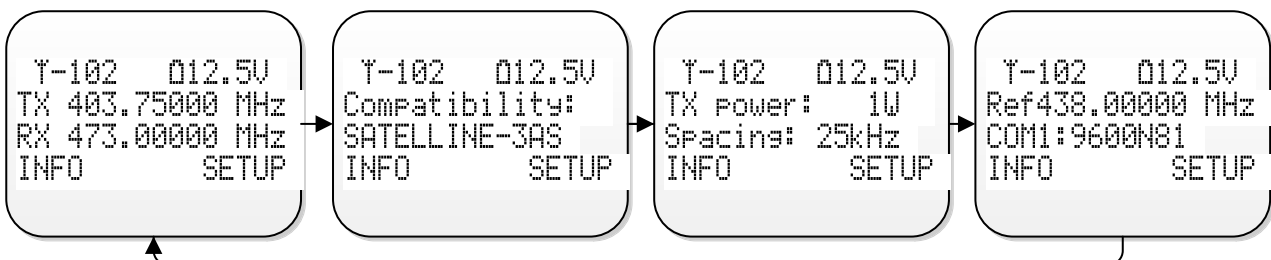 -102 12.5V
TX 403.75000 MHz
RX 473.00000 MHz
INFO SETUP
-102 12.5V
Compatibility:
SATELLINE-3AS
INFO SETUP
-102 12.5V
TX power: 1W
Spacing: 25kHz
INFO SETUP
-102 12.5V
Ref438.00000 MHz
COM1:9600N81
INFO SETUP